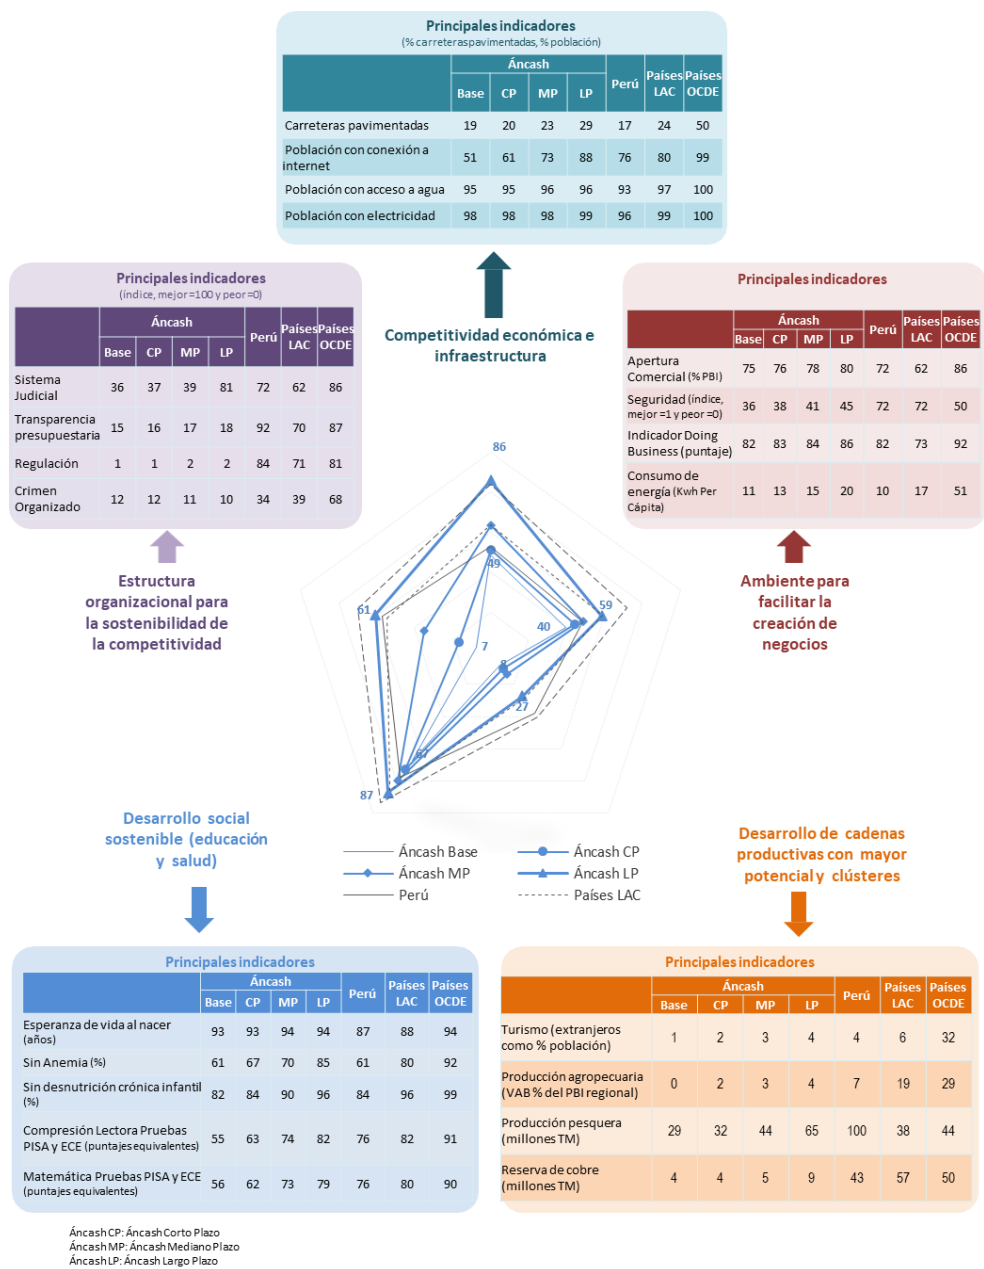 Principales indicadores
(% carreteraspavimentadas, % población)
Áncash Perú Países LAC Países OCDE
Base CP MP LP
Carreteras pavimentadas 19 20 23 29 17 24 50
Población con conexión a internet 51 61 73 88 76 80 99
Población con acceso a agua 95 95 96 96 93 97 100
Población con electricidad 98 98 98 99 96 99 100
Principales indicadores
(índice, mejor =100 y peor =0)
Áncash Perú Países LAC Países OCDE
Base CP MP LP
Sistema Judicial 36 37 39 81 72 62 86
Transparencia presupuestaria 15 16 17 18 92 70 87
Regulación 1 1 2 2 84 71 81
Crimen Organizado 12 12 11 10 34 39 68
Competitividad económica e
infraestructura
Principales indicadores
Áncash Perú Países LAC Países OCDE
Base CP MP LP
Apertura Comercial (% PBI) 75 76 78 80 72 62 86
Seguridad (índice, mejor =1 y peor =0) 36 38 41 45 72 72 50
Indicador Doing Business (puntaje) 82 83 84 86 82 73 92
Consumo de energía (Kwh Per Cápita) 11 13 15 20 10 17 51
Estructura
organizacional para
la sostenibilidad de
la competitividad
86
49
61
7
40
59
8
27
67
87
Ambiente para
facilitar la
creación de
negocios
Desarrollo social
sostenible (educación
y salud)
Áncash Base
Áncash CP
Áncash MP
Áncash LP
Perú
Países LAC
Desarrollo de cadenas
productivas con mayor
potencial y clústeres
Principales indicadores
Áncash Perú Países LAC Países OCDE
Base CP MP LP
Esperanza de vida al nacer (años) 93 93 94 94 87 88 94
Sin Anemia (%) 61 67 70 85 61 80 92
Sin desnutrición crónica infantil (%) 82 84 90 96 84 96 99
Compresión Lectora Pruebas PISA y ECE (puntajes equivalentes) 55 63 74 82 76 82 91
Matemática Pruebas PISA y ECE (puntajes equivalentes) 56 62 73 79 76 80 90
Principales indicadores
Áncash Perú Países LAC Países OCDE
Base CP MP LP
Turismo (extranjeros como % población) 1 2 3 4 4 6 32
Producción agropecuaria (VAB % del PBI regional) 0 2 3 4 7 19 29
Producción pesquera (millones TM) 29 32 44 65 100 38 44
Reserva de cobre (millones TM) 4 4 5 9 43 57 50
Áncash CP: Áncash Corto Plazo
Áncash MP: Áncash Mediano Plazo
Áncash LP: Áncash Largo Plazo